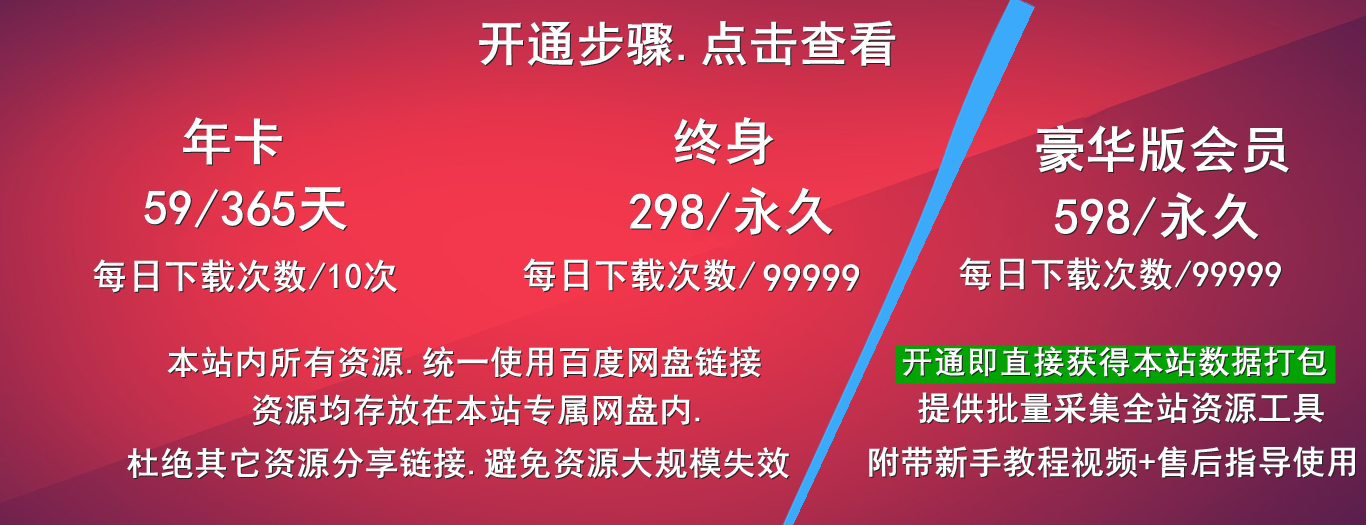 开通步骤.点击查看
年卡
59/365天
每日下载次数/10次
终身
298/永久
每日下载次数/99999
本站内所有资源.统一使用百度网盘链接
资源均存放在本站专属网盘内.
杜绝其它资源分享链接.避免资源大规模失效
豪华版会员
598/永久
每日下载次数/99999
开通即直接获得本站数据打包
提供批量采集全站资源工具
附带新手教程视频+售后指导使用